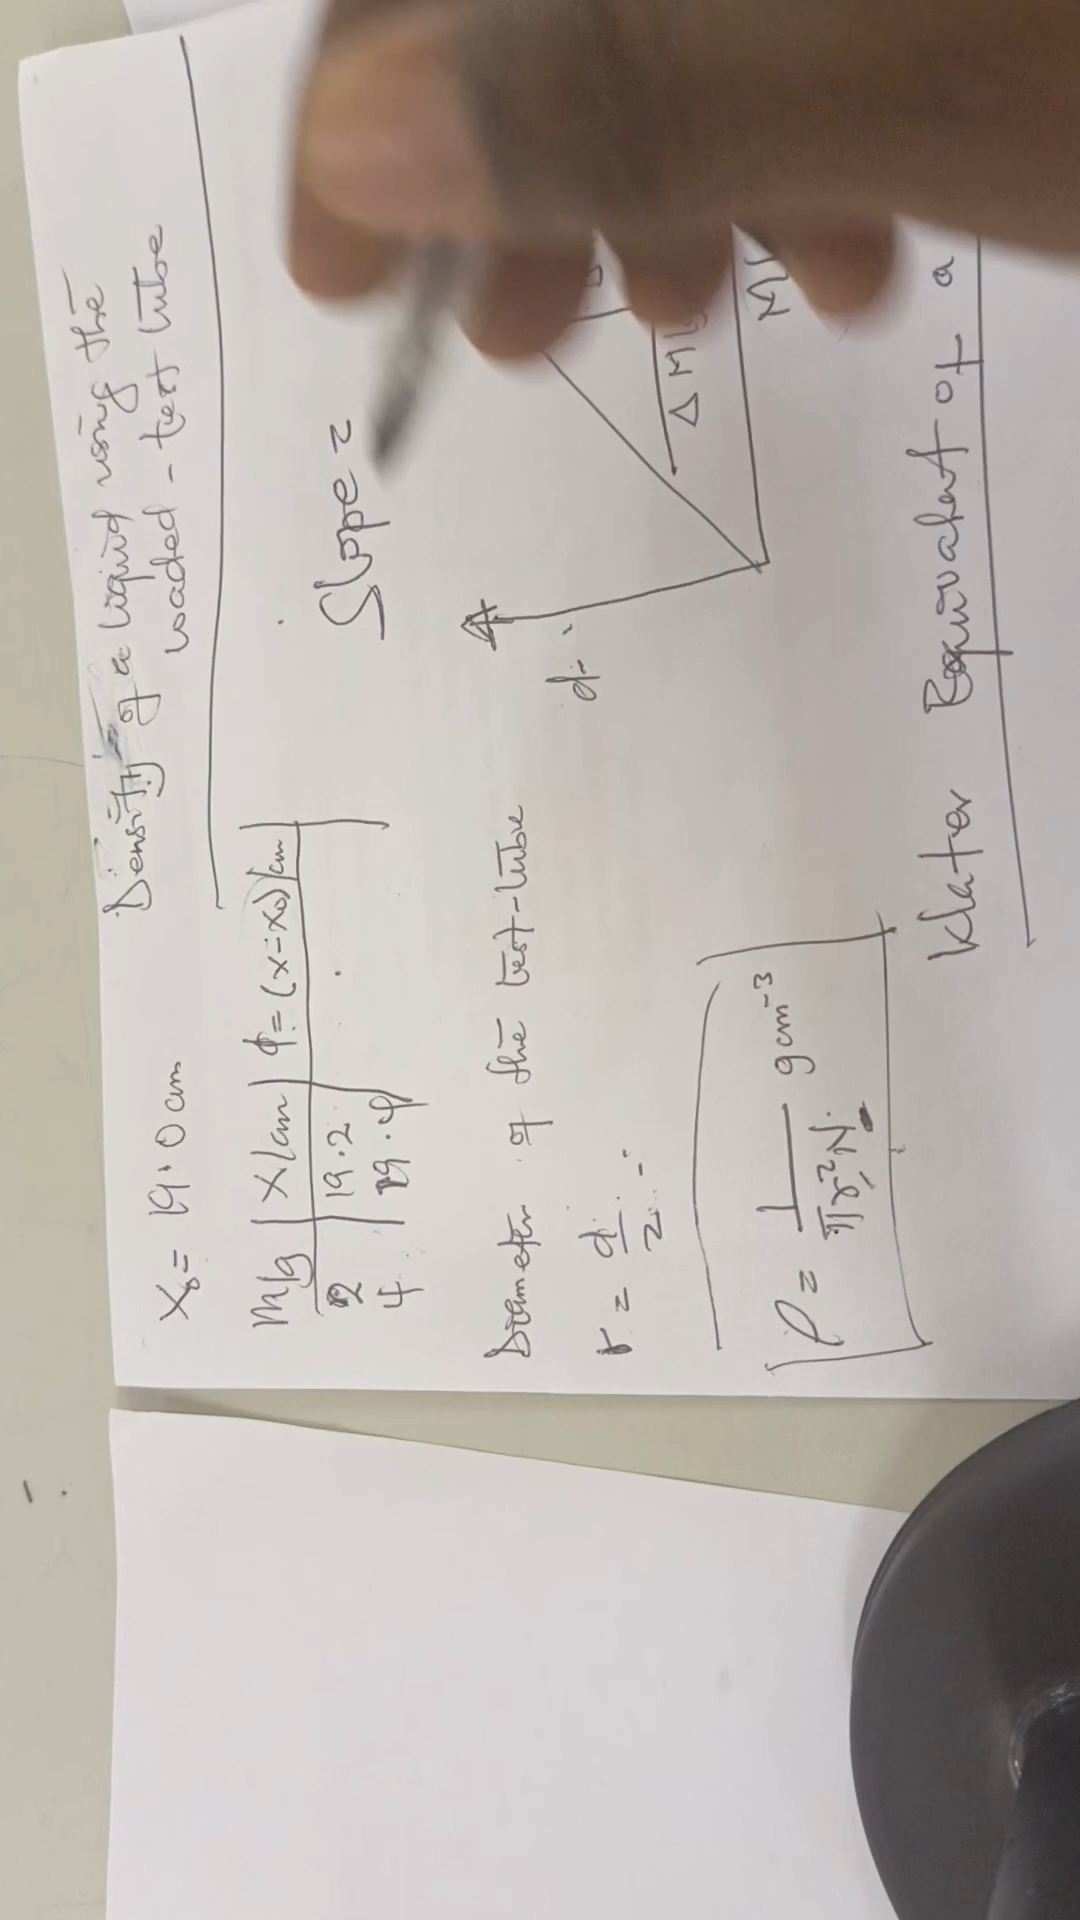 Density of a liquid using the
loaded - test tube
X₀ = 19.0 cm
M/g | X/cm | ϕ = (x-x₀)/cm
2 | 19.2
4 | 19.4
Slope =
Diameter of the test-tube
r = d/2
d
ΔM/
M/
ρ = 1/πr²N gcm⁻³
Water Equivalent of a